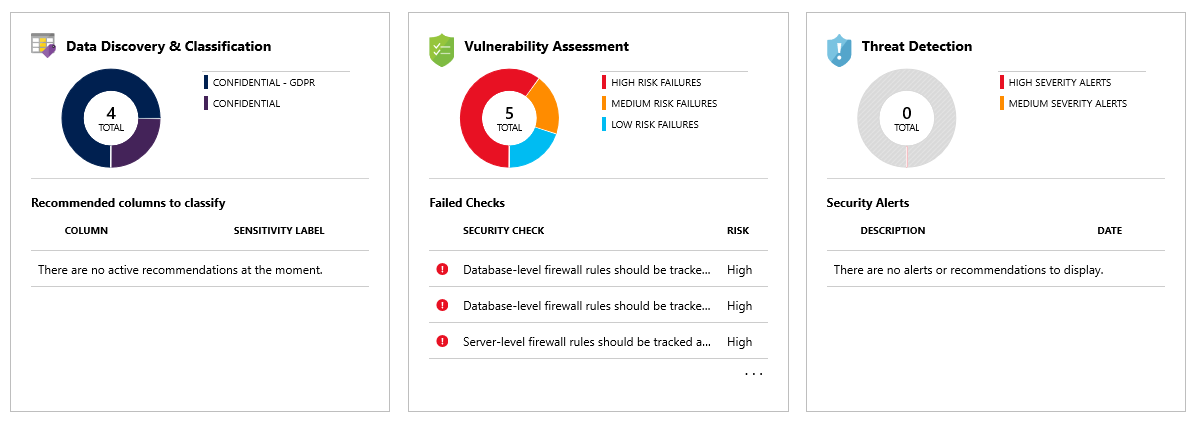 Data Discovery & Classification
4
TOTAL
CONFIDENTIAL - GDPR
CONFIDENTIAL
Recommended columns to classify
COLUMN SENSITIVITY LABEL
There are no active recommendations at the moment.
Vulnerability Assessment
5
TOTAL
HIGH RISK FAILURES
MEDIUM RISK FAILURES
LOW RISK FAILURES
Failed Checks
SECURITY CHECK RISK
Database-level firewall rules should be tracke... High
Database-level firewall rules should be tracke... High
Server-level firewall rules should be tracked a... High
...
Threat Detection
0
TOTAL
HIGH SEVERITY ALERTS
MEDIUM SEVERITY ALERTS
Security Alerts
DESCRIPTION DATE
There are no alerts or recommendations to display.